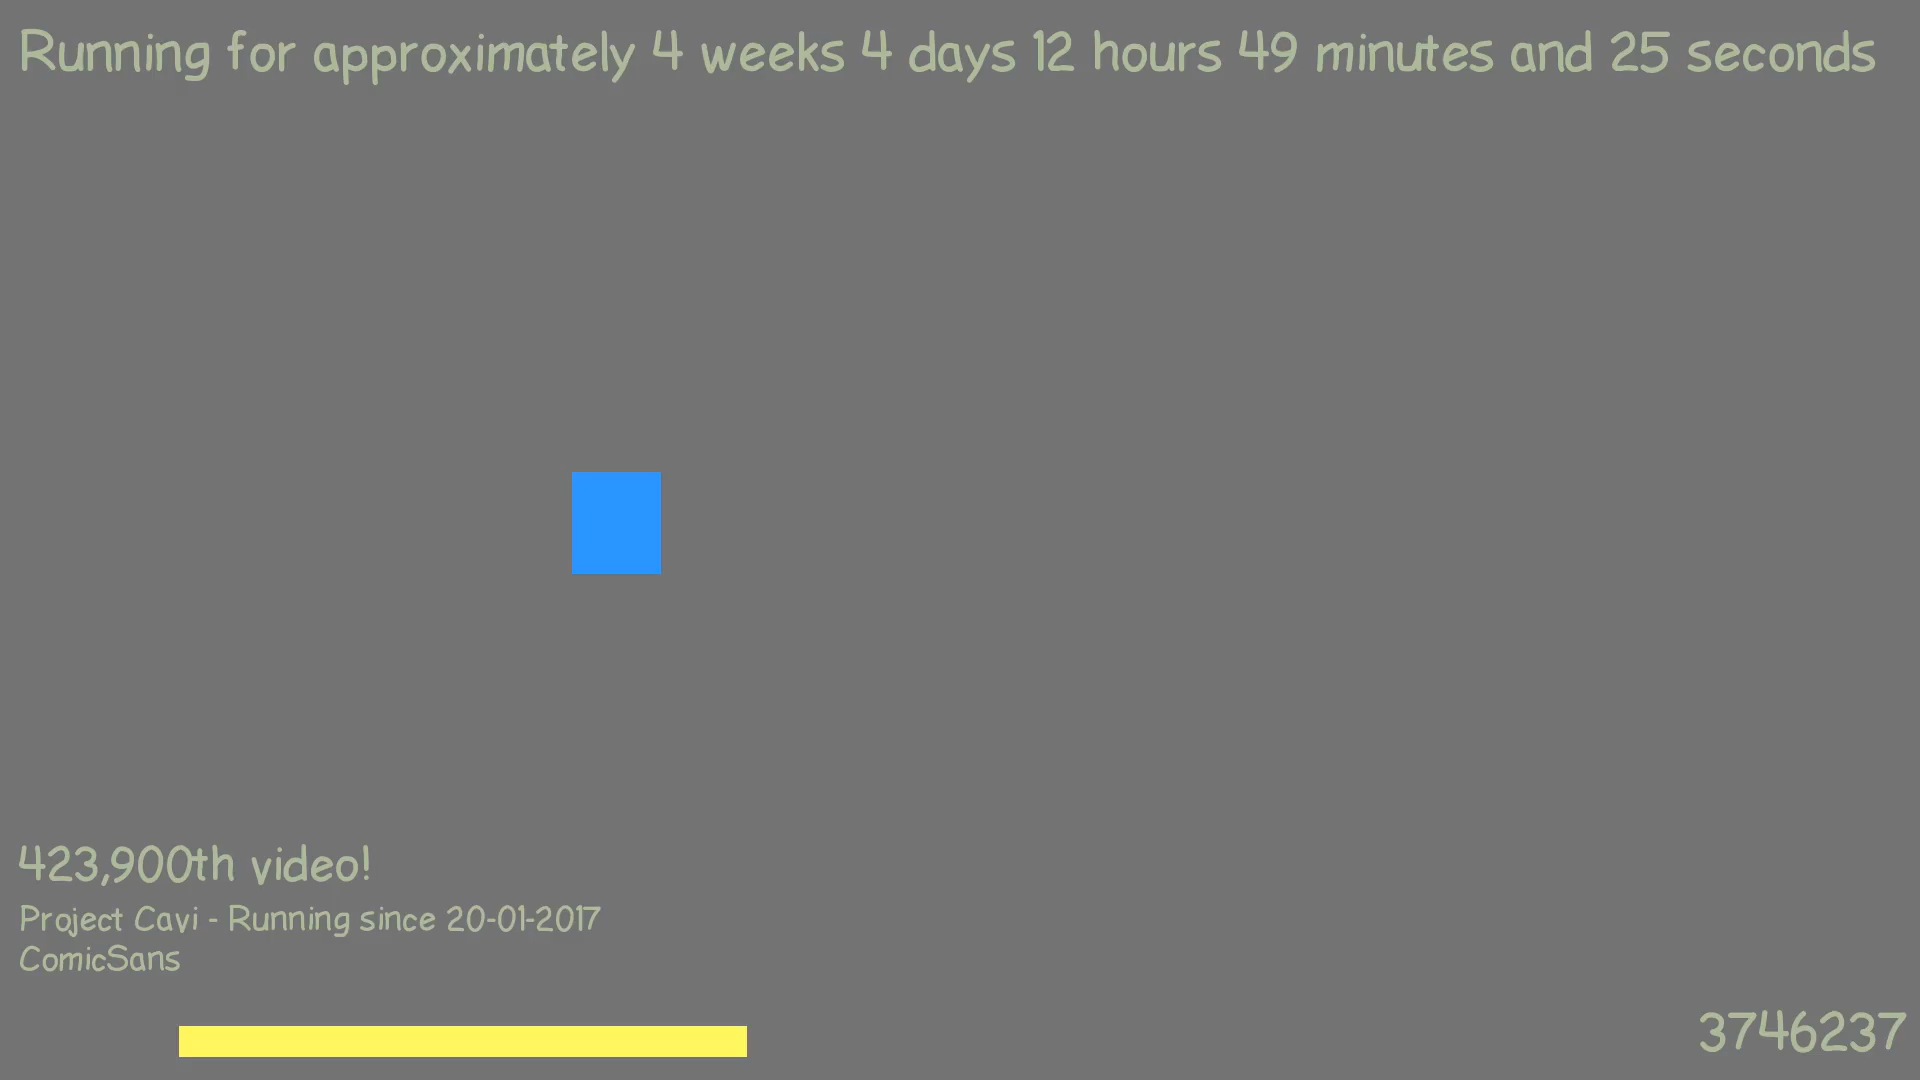 Running for approximately 4 weeks 4 days 12 hours 49 minutes and 25 seconds
423,900th video!
Project Cavi - Running since 20-01-2017
ComicSans
3746237